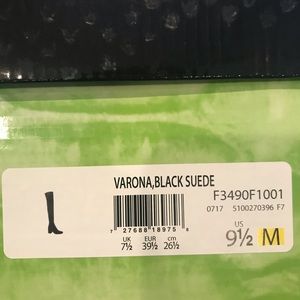 VARONA,BLACK SUEDE
F3490F1001
0717 5100270396 F7
7 27688 18975 8
UK EUR cm
7½ 39½ 26½
US
9½ M